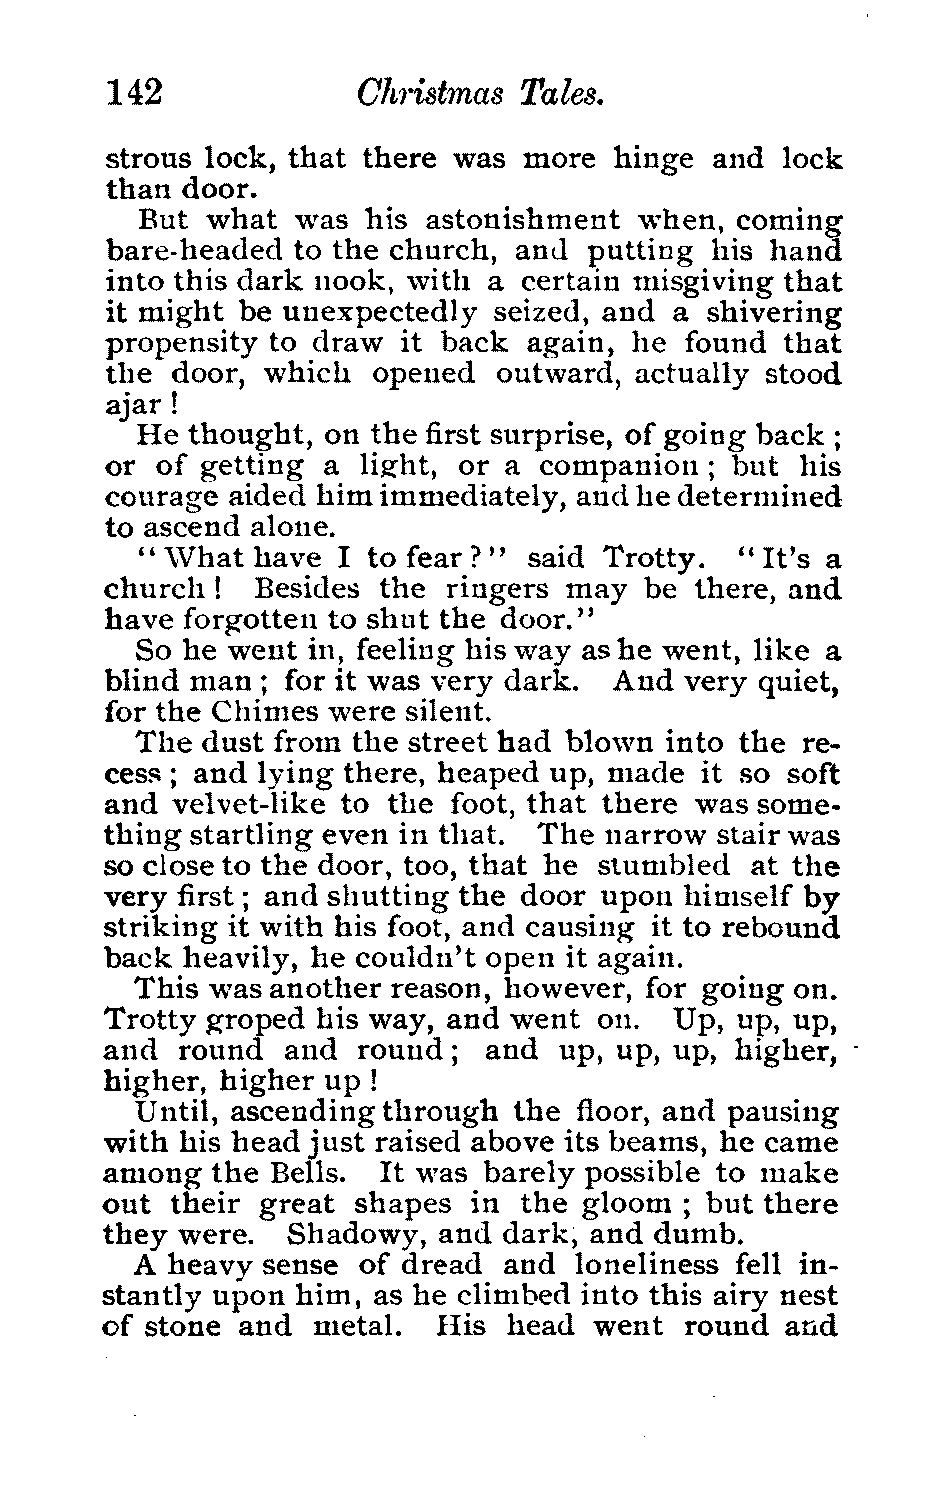 142 Christmas Tales.
strous lock, that there was more hinge and lock
than door.
But what was his astonishment when, coming
bare-headed to the church, and putting his hand
into this dark nook, with a certain misgiving that
it might be unexpectedly seized, and a shivering
propensity to draw it back again, he found that
the door, which opened outward, actually stood
ajar !
He thought, on the first surprise, of going back ;
or of getting a light, or a companion ; but his
courage aided him immediately, and he determined
to ascend alone.
"What have I to fear?" said Trotty. "It's a
church ! Besides the ringers may be there, and
have forgotten to shut the door."
So he went in, feeling his way as he went, like a
blind man ; for it was very dark. And very quiet,
for the Chimes were silent.
The dust from the street had blown into the re-
cess ; and lying there, heaped up, made it so soft
and velvet-like to the foot, that there was some-
thing startling even in that. The narrow stair was
so close to the door, too, that he stumbled at the
very first ; and shutting the door upon himself by
striking it with his foot, and causing it to rebound
back heavily, he couldn't open it again.
This was another reason, however, for going on.
Trotty groped his way, and went on. Up, up, up,
and round and round ; and up, up, up, higher,
higher, higher up !
Until, ascending through the floor, and pausing
with his head just raised above its beams, he came
among the Bells. It was barely possible to make
out their great shapes in the gloom ; but there
they were. Shadowy, and dark, and dumb.
A heavy sense of dread and loneliness fell in-
stantly upon him, as he climbed into this airy nest
of stone and metal. His head went round and